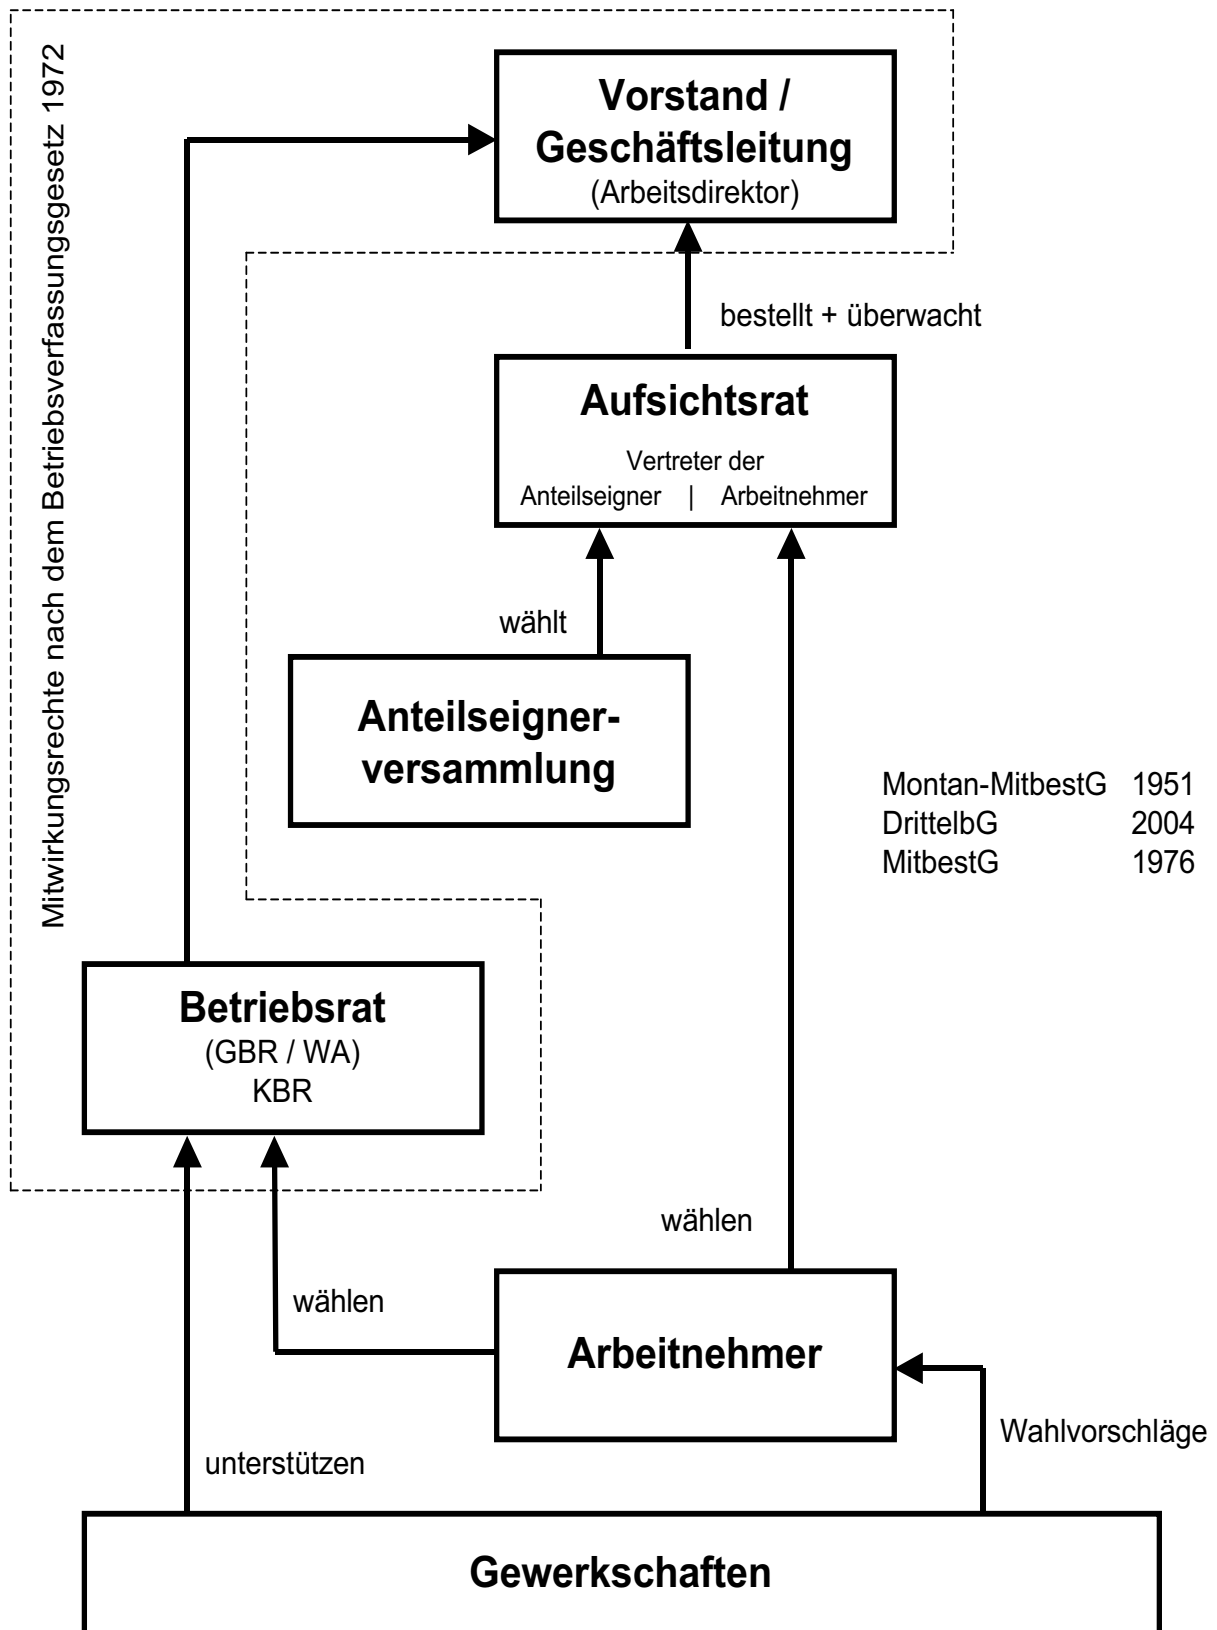 Mitwirkungsrechte nach dem Betriebsverfassungsgesetz 1972
Vorstand /
Geschäftsleitung
(Arbeitsdirektor)
bestellt + überwacht
Aufsichtsrat
Vertreter der
Anteilseigner | Arbeitnehmer
wählt
Anteilseigner-
versammlung
Montan-MitbestG 1951
DrittelbG 2004
MitbestG 1976
Betriebsrat
(GBR / WA)
KBR
wählen
wählen
Arbeitnehmer
Wahlvorschläge
unterstützen
Gewerkschaften